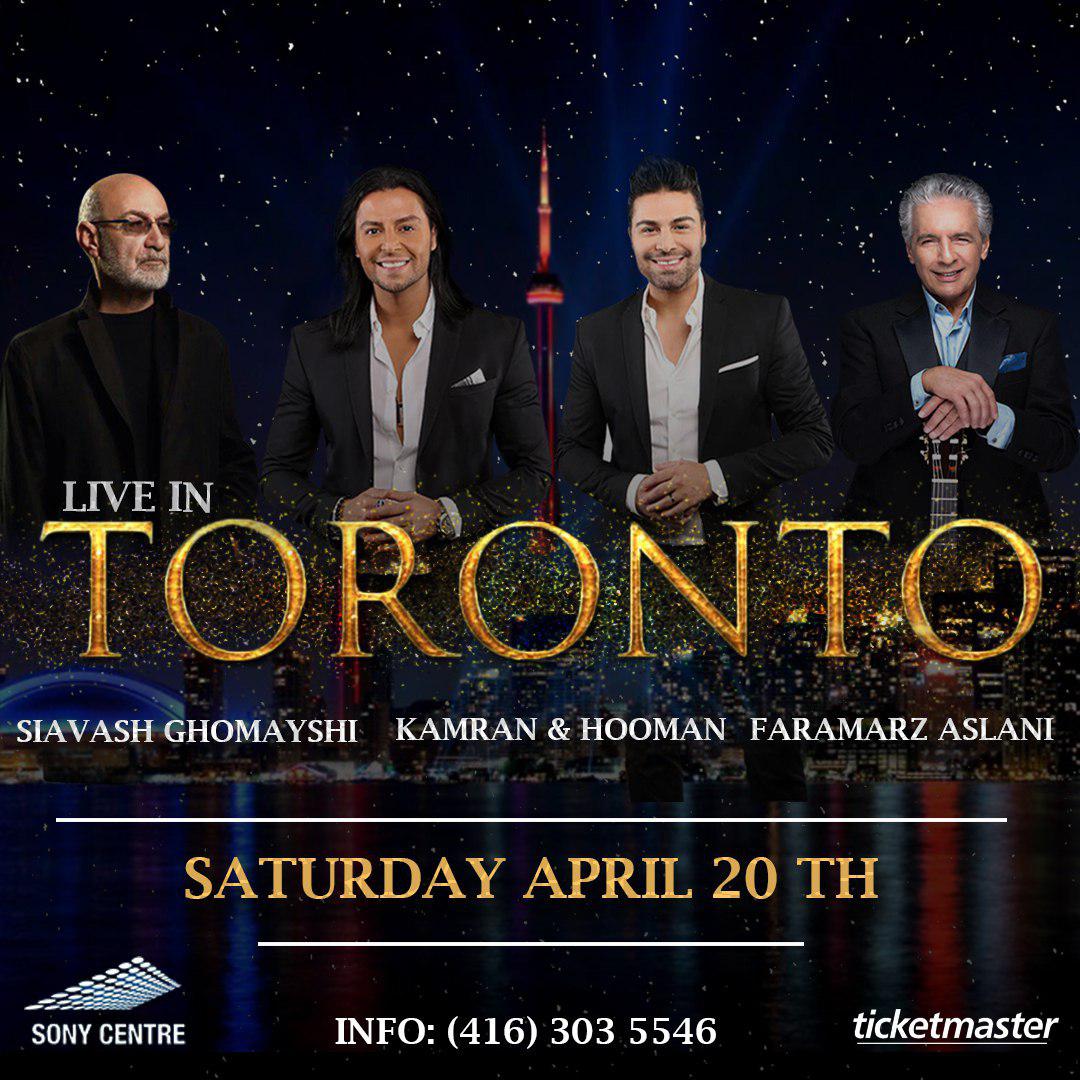 LIVE IN
TORONTO
SIAVASH GHOMAYSHI KAMRAN & HOOMAN FARAMARZ ASLANI
SATURDAY APRIL 20 TH
SONY CENTRE
INFO: (416) 303 5546
ticketmaster